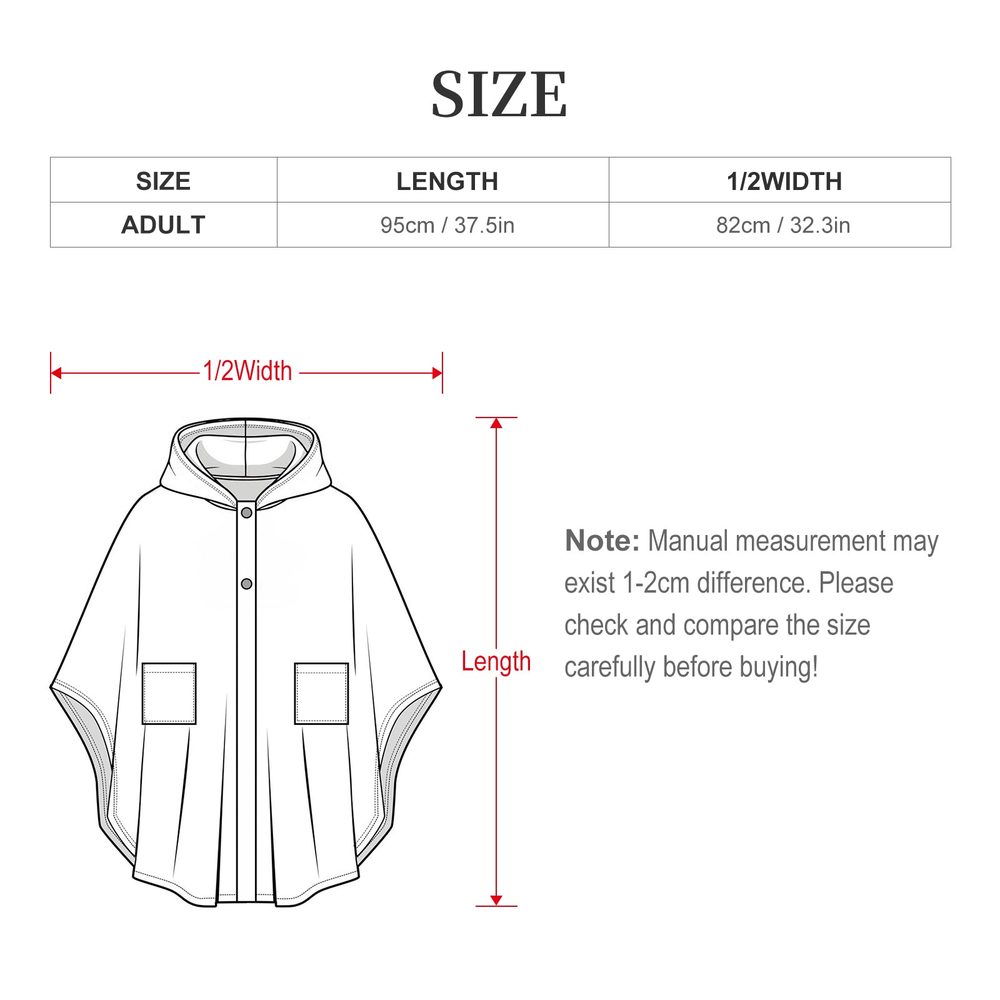 SIZE
SIZE LENGTH 1/2WIDTH
ADULT 95cm / 37.5in 82cm / 32.3in
1/2Width
Length
Note: Manual measurement may
exist 1-2cm difference. Please
check and compare the size
carefully before buying!